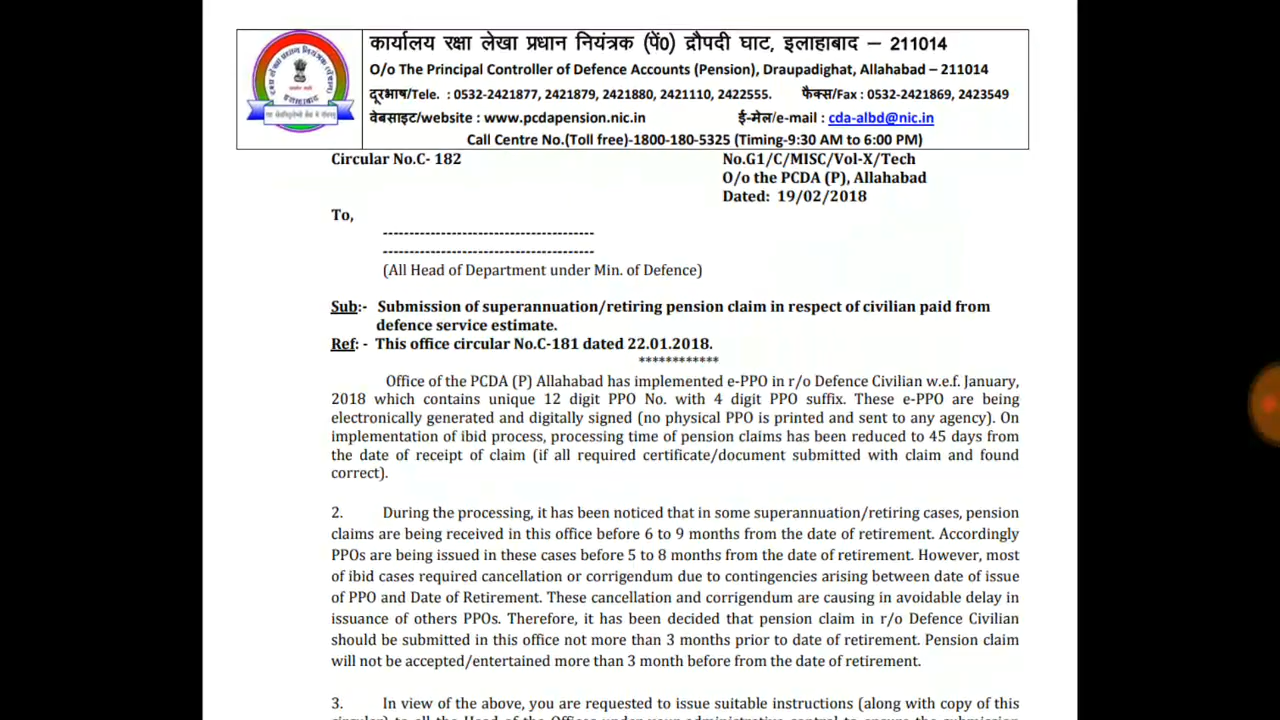 कार्यालय रक्षा लेखा प्रधान नियंत्रक (पें0) द्रौपदी घाट, इलाहाबाद – 211014
O/o The Principal Controller of Defence Accounts (Pension), Draupadighat, Allahabad – 211014
दूरभाष/Tele. : 0532-2421877, 2421879, 2421880, 2421110, 2422555. फैक्स/Fax : 0532-2421869, 2423549
वेबसाइट/website : www.pcdapension.nic.in ई-मेल/e-mail : cda-albd@nic.in
Call Centre No.(Toll free)-1800-180-5325 (Timing-9:30 AM to 6:00 PM)
Circular No.C- 182 No.G1/C/MISC/Vol-X/Tech
O/o the PCDA (P), Allahabad
Dated: 19/02/2018
To,
----------------------------------------
----------------------------------------
(All Head of Department under Min. of Defence)
Sub:- Submission of superannuation/retiring pension claim in respect of civilian paid from
defence service estimate.
Ref: - This office circular No.C-181 dated 22.01.2018.
************
Office of the PCDA (P) Allahabad has implemented e-PPO in r/o Defence Civilian w.e.f. January,
2018 which contains unique 12 digit PPO No. with 4 digit PPO suffix. These e-PPO are being
electronically generated and digitally signed (no physical PPO is printed and sent to any agency). On
implementation of ibid process, processing time of pension claims has been reduced to 45 days from
the date of receipt of claim (if all required certificate/document submitted with claim and found
correct).
2. During the processing, it has been noticed that in some superannuation/retiring cases, pension
claims are being received in this office before 6 to 9 months from the date of retirement. Accordingly
PPOs are being issued in these cases before 5 to 8 months from the date of retirement. However, most
of ibid cases required cancellation or corrigendum due to contingencies arising between date of issue
of PPO and Date of Retirement. These cancellation and corrigendum are causing in avoidable delay in
issuance of others PPOs. Therefore, it has been decided that pension claim in r/o Defence Civilian
should be submitted in this office not more than 3 months prior to date of retirement. Pension claim
will not be accepted/entertained more than 3 month before from the date of retirement.
3. In view of the above, you are requested to issue suitable instructions (along with copy of this
circular) to all the Head of the Offices under your administrative control to ensure the submission